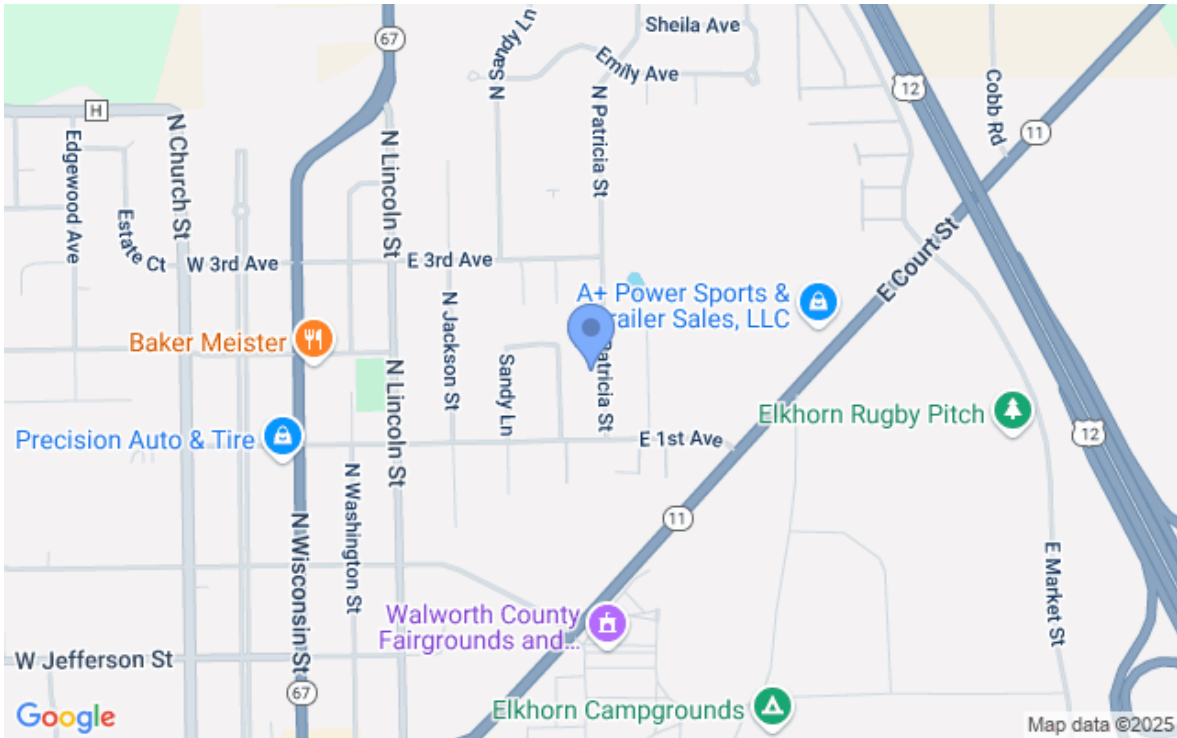 Sheila Ave
67
N Sandy Ln
Emily Ave
12
Cobb Rd
H
N Patricia St
11
Edgewood Ave
N Church St
N Lincoln St
Estate Ct
W 3rd Ave
E 3rd Ave
E Court St
A+ Power Sports &
railer Sales, LLC
N Jackson St
Baker Meister
Patricia St
Sandy Ln
N Lincoln St
Elkhorn Rugby Pitch
12
Precision Auto & Tire
E 1st Ave
N Washington St
11
N Wisconsin St
E Market St
Walworth County
Fairgrounds and...
W Jefferson St
67
Elkhorn Campgrounds
Google
Map data ©2025